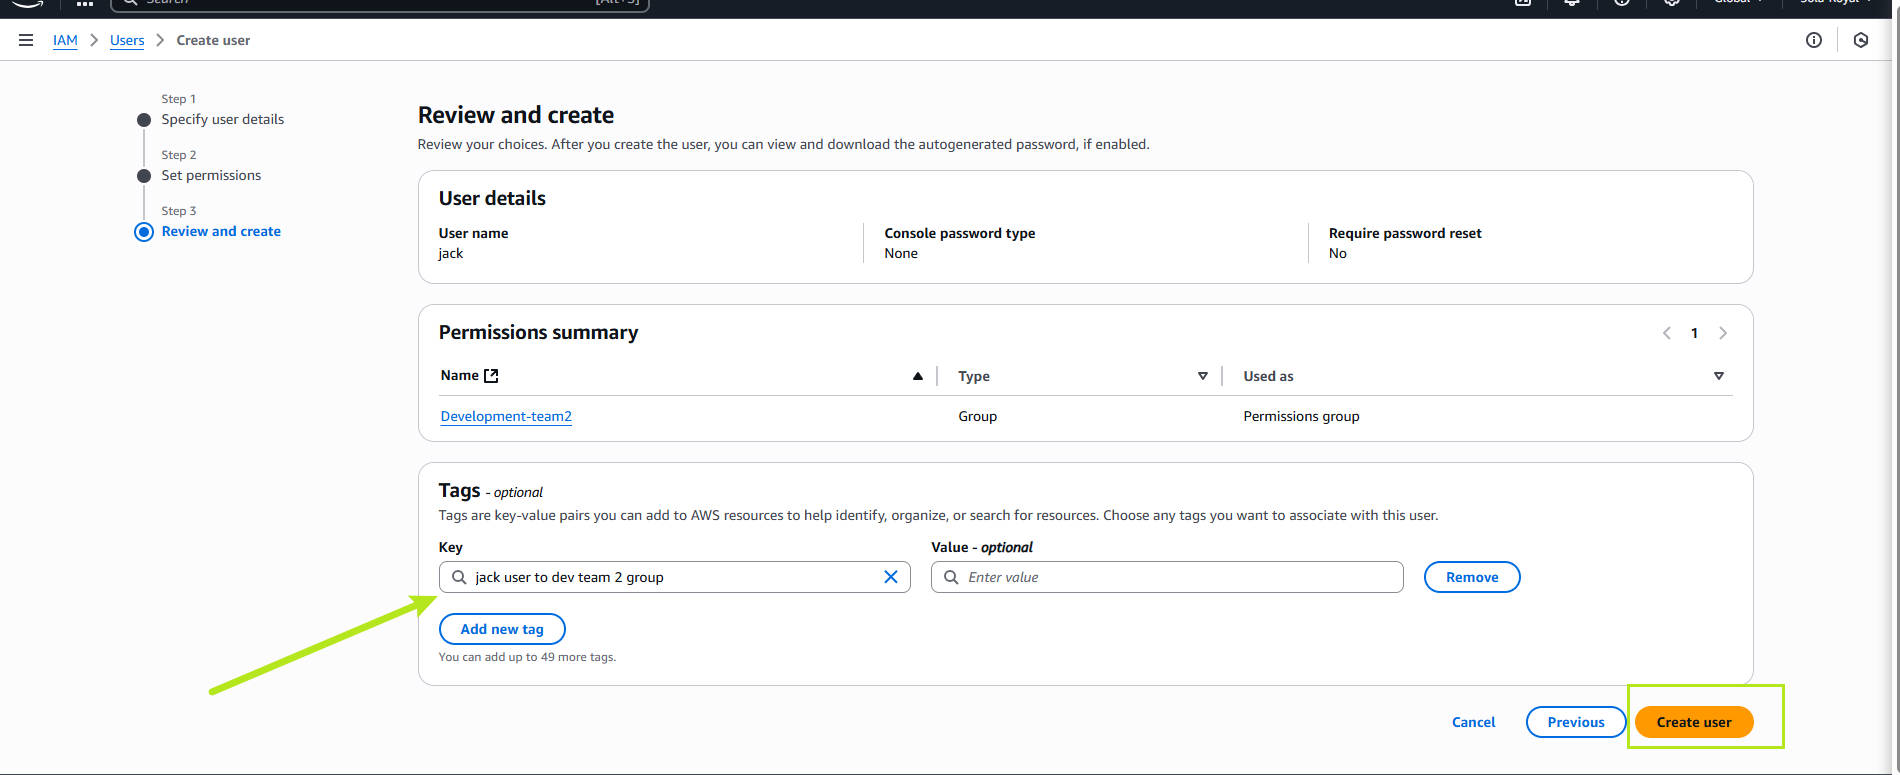 Search [Alt+S] Global
IAM Users Create user
Step 1
Specify user details
Step 2
Set permissions
Step 3
Review and create
Review and create
Review your choices. After you create the user, you can view and download the autogenerated password, if enabled.
User details
User name Console password type Require password reset
jack None No
Permissions summary 1
Name Type Used as
Development-team2 Group Permissions group
Tags - optional
Tags are key-value pairs you can add to AWS resources to help identify, organize, or search for resources. Choose any tags you want to associate with this user.
Key Value - optional
jack user to dev team 2 group Enter value Remove
Add new tag
You can add up to 49 more tags.
Cancel Previous Create user